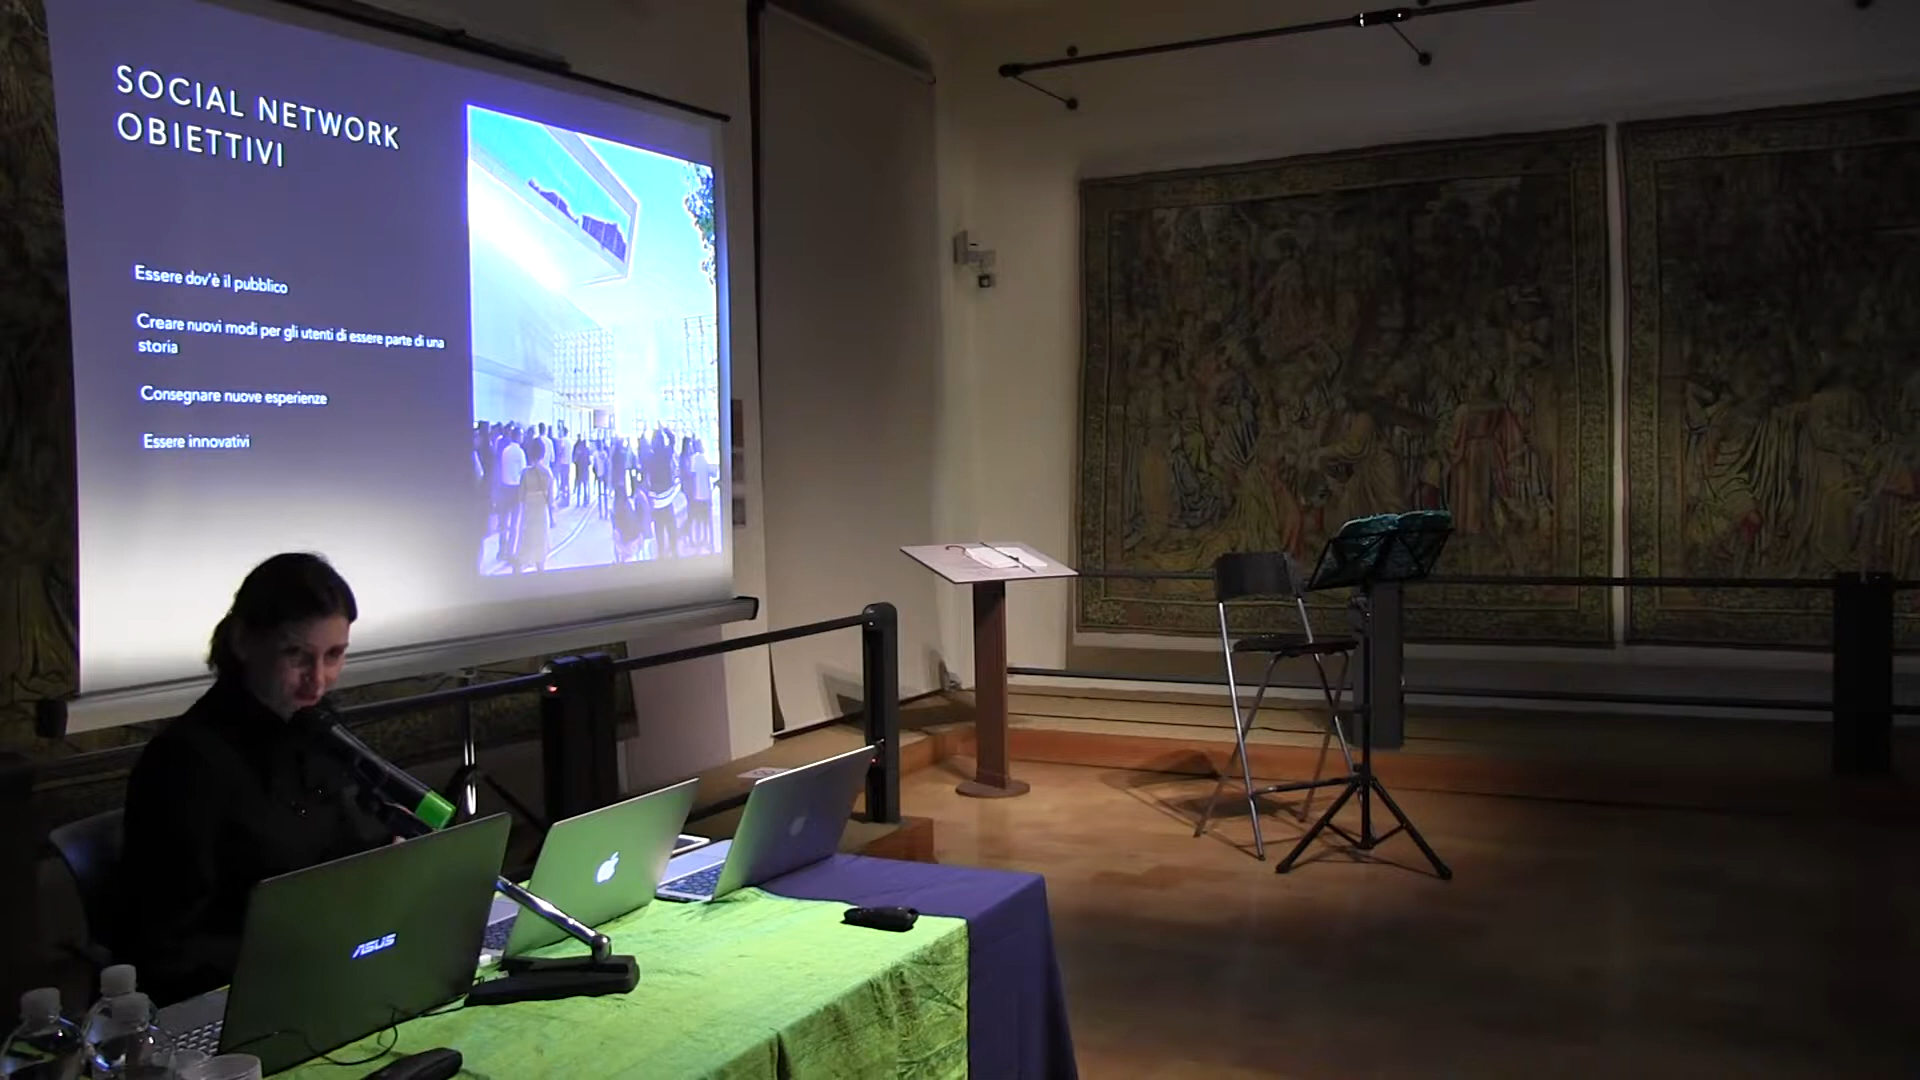 SOCIAL NETWORK
OBIETTIVI
Essere dov'è il pubblico
Creare nuovi modi per gli utenti di essere parte di una
storia
Consegnare nuove esperienze
Essere innovativi
ASUS